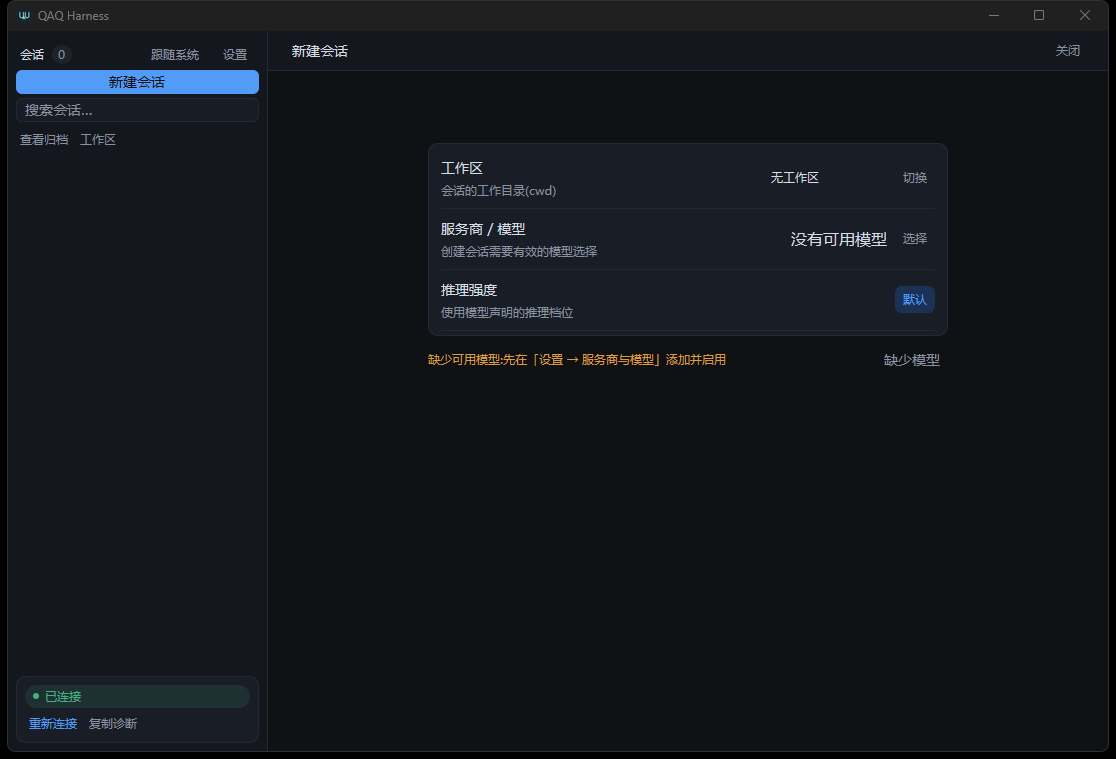 QAQ Harness
会话 0 跟随系统 设置
新建会话
搜索会话...
查看归档 工作区
已连接
重新连接 复制诊断
新建会话 关闭
工作区
会话的工作目录(cwd)
无工作区 切换
服务商 / 模型
创建会话需要有效的模型选择
没有可用模型 选择
推理强度
使用模型声明的推理档位
默认
缺少可用模型:先在「设置 → 服务商与模型」添加并启用
缺少模型